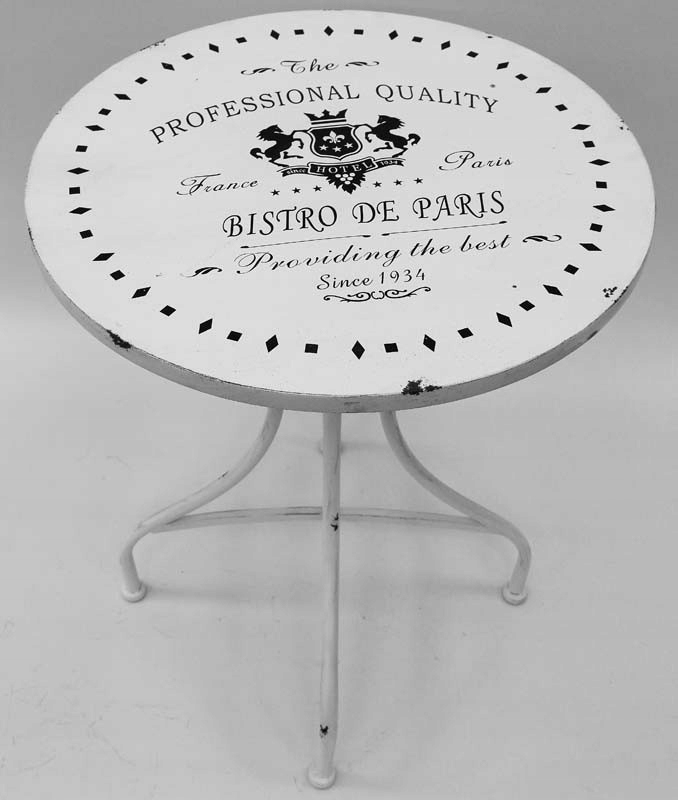 The
PROFESSIONAL QUALITY
since HOTEL 1934
France Paris
BISTRO DE PARIS
Providing the best
Since 1934